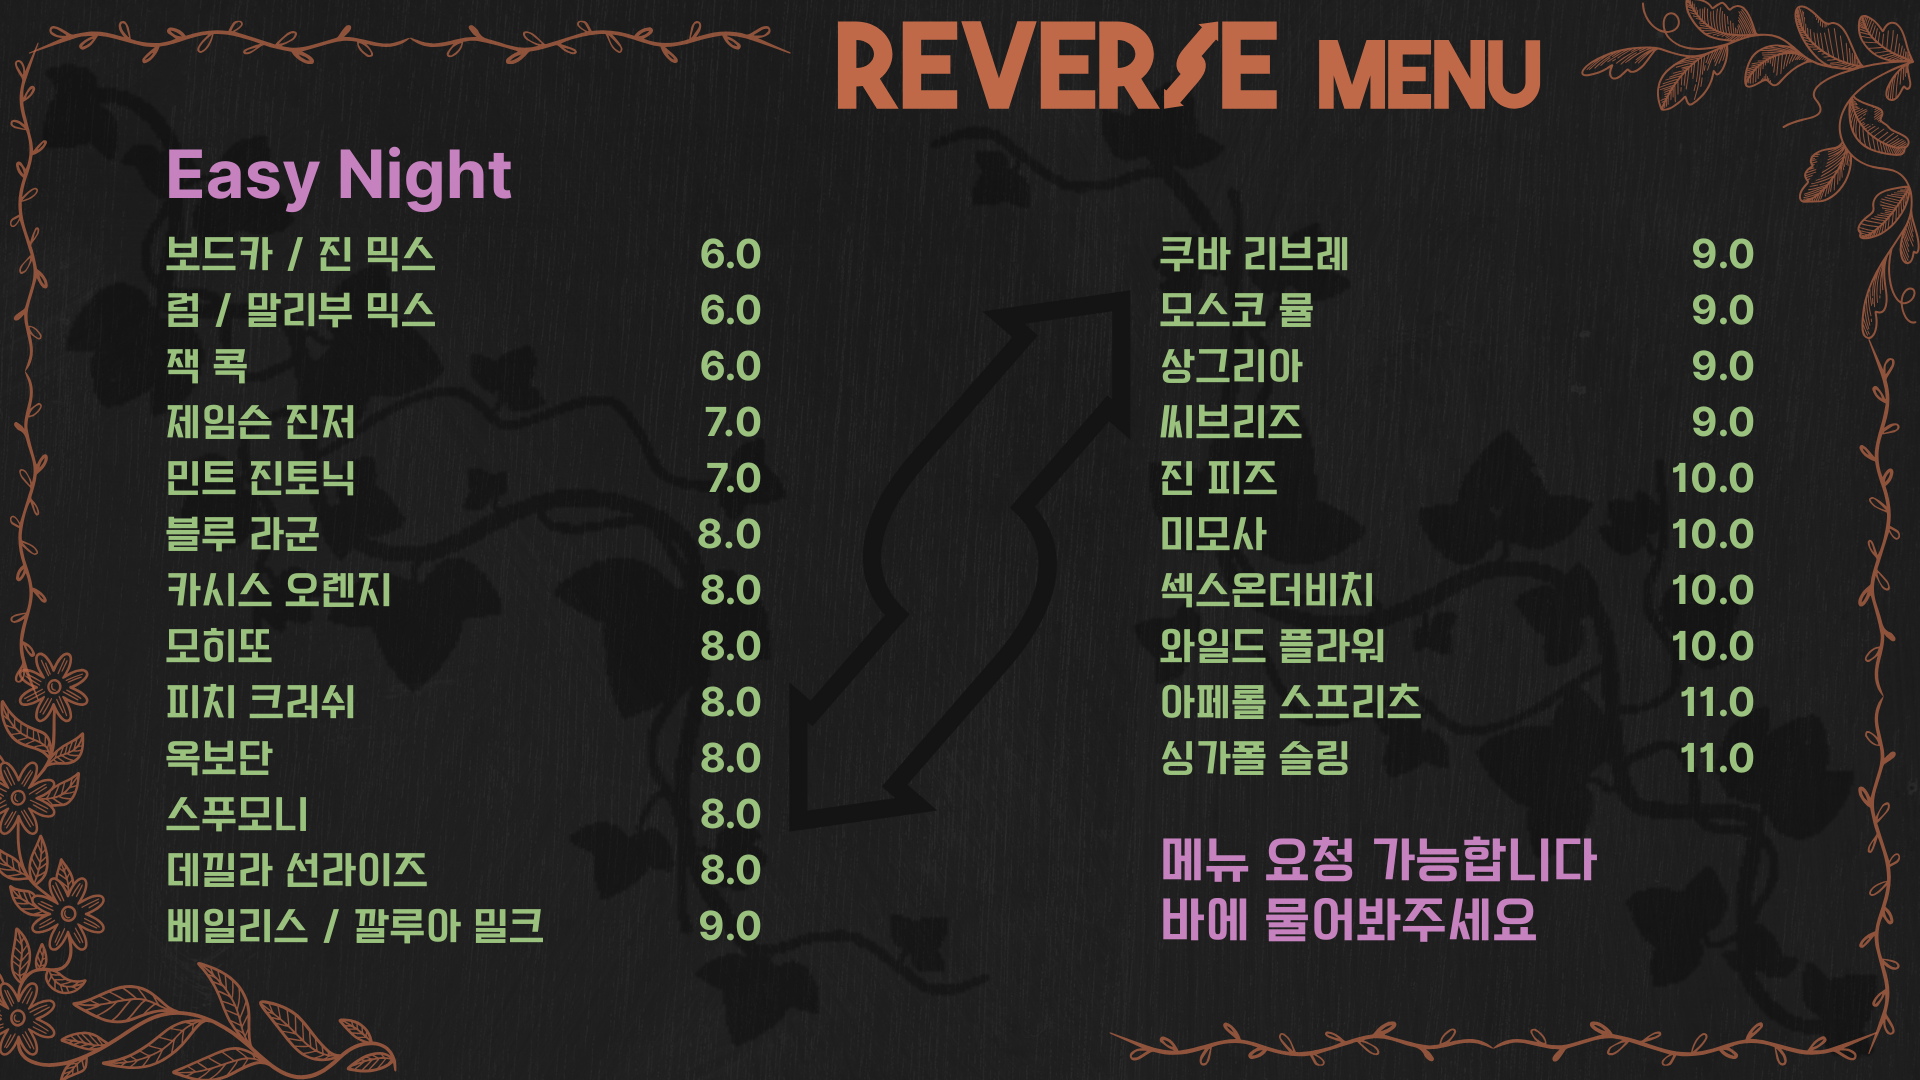 REVERSE MENU
Easy Night
보드카 / 진 믹스 6.0
럼 / 말리부 믹스 6.0
잭 콕 6.0
제임슨 진저 7.0
민트 진토닉 7.0
블루 라군 8.0
카시스 오렌지 8.0
모히또 8.0
피치 크러쉬 8.0
옥보단 8.0
스푸모니 8.0
데낄라 선라이즈 8.0
베일리스 / 깔루아 밀크 9.0
쿠바 리브레 9.0
모스코 뮬 9.0
상그리아 9.0
씨브리즈 9.0
진 피즈 10.0
미모사 10.0
섹스온더비치 10.0
와일드 플라워 10.0
아페롤 스프리츠 11.0
싱가폴 슬링 11.0
메뉴 요청 가능합니다
바에 물어봐주세요